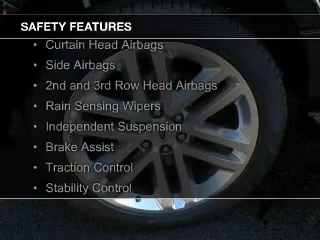 SAFETY FEATURES
• Curtain Head Airbags
• Side Airbags
• 2nd and 3rd Row Head Airbags
• Rain Sensing Wipers
• Independent Suspension
• Brake Assist
• Traction Control
• Stability Control